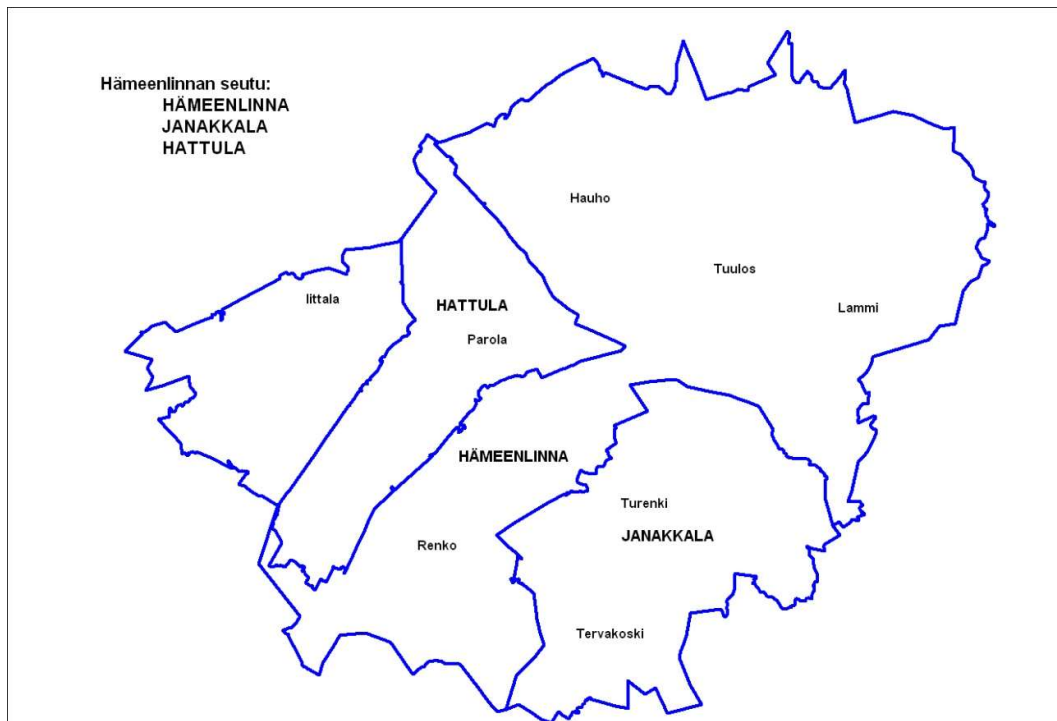 Hämeenlinnan seutu:
HÄMEENLINNA
JANAKKALA
HATTULA
Hauho
Tuulos
Iittala
HATTULA
Lammi
Parola
HÄMEENLINNA
Turenki
JANAKKALA
Renko
Tervakoski